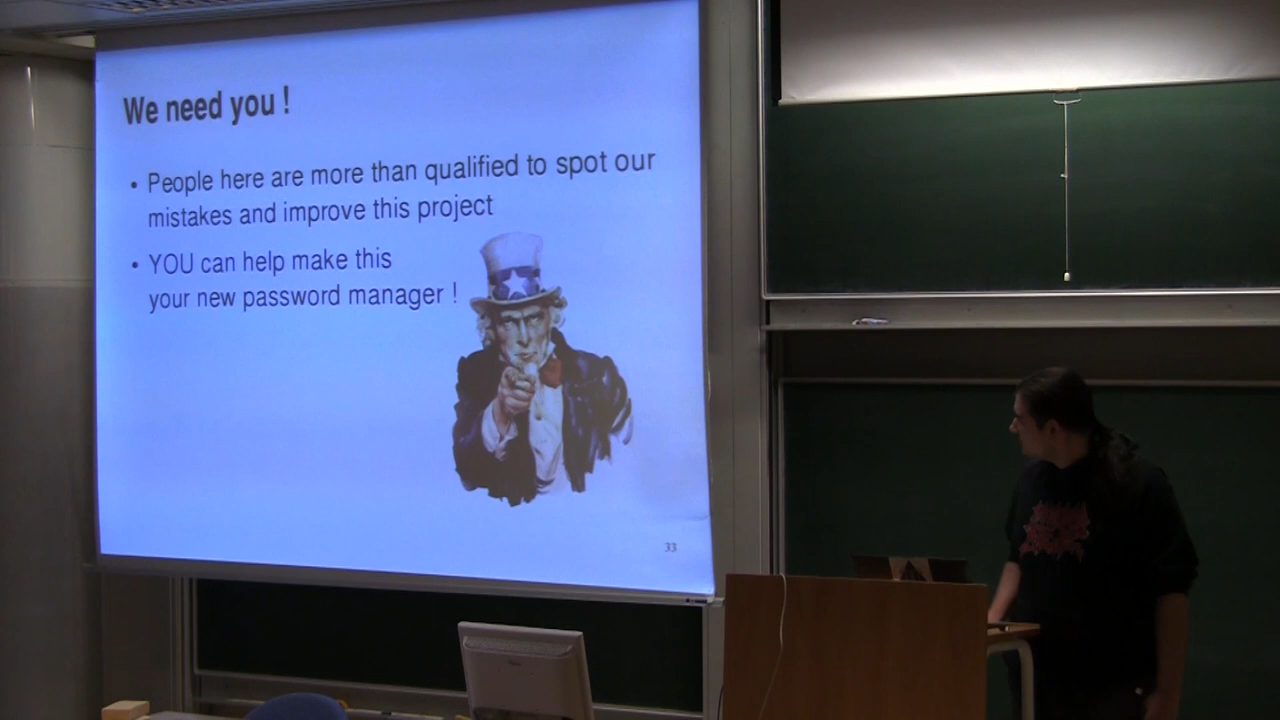 We need you !
• People here are more than qualified to spot our
mistakes and improve this project
• YOU can help make this
your new password manager !
33